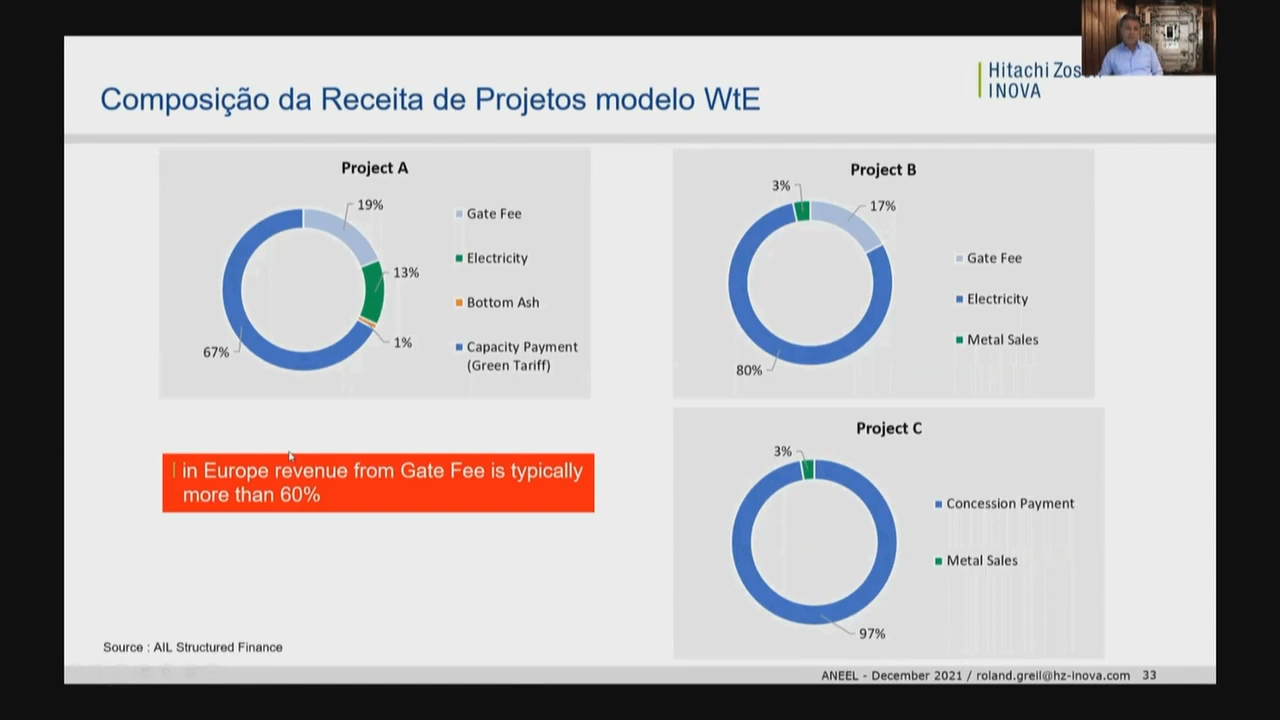 Composição da Receita de Projetos modelo WtE
Hitachi
INOVA
Project A
19%
13%
1%
67%
Gate Fee
Electricity
Bottom Ash
Capacity Payment
(Green Tariff)
Project B
3%
17%
80%
Gate Fee
Electricity
Metal Sales
in Europe revenue from Gate Fee is typically
more than 60%
Project C
3%
97%
Concession Payment
Metal Sales
Source : AIL Structured Finance
ANEEL - December 2021 / roland.greil@hz-inova.com 33